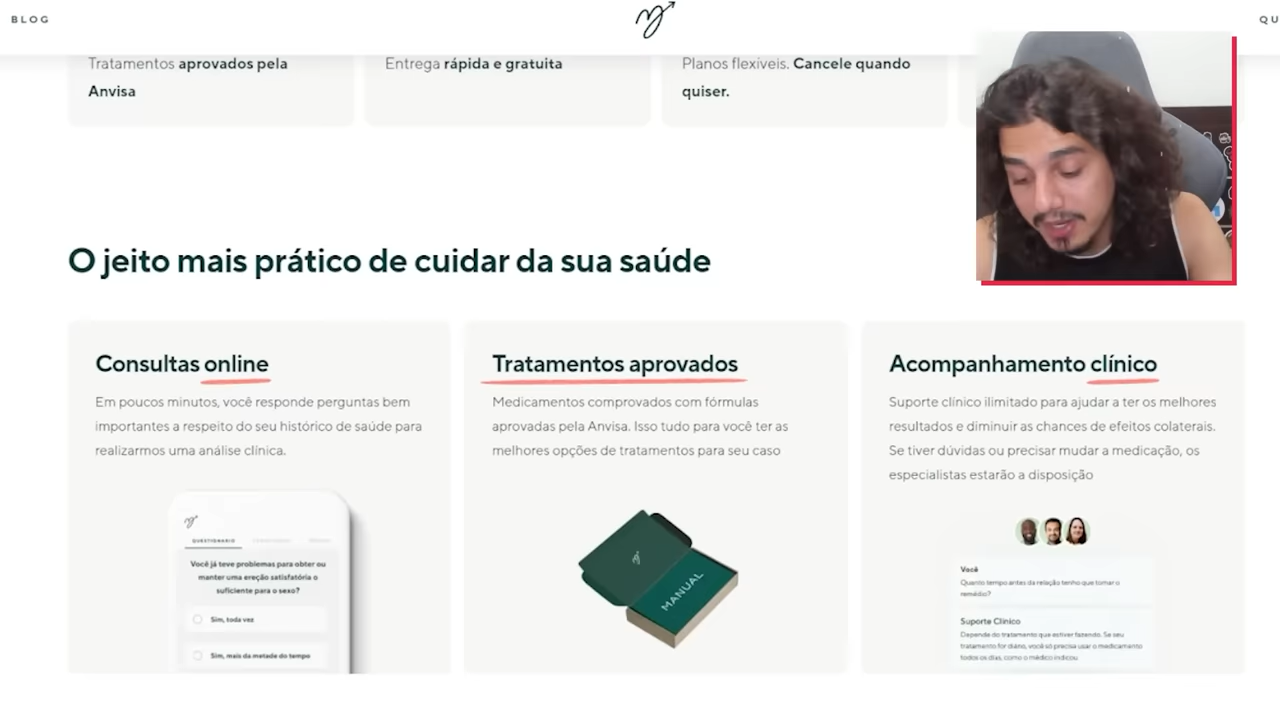 BLOG
QU
Tratamentos aprovados pela
Anvisa
Entrega rápida e gratuita
Planos flexíveis. Cancele quando
quiser.
O jeito mais prático de cuidar da sua saúde
Consultas online
Em poucos minutos, você responde perguntas bem
importantes a respeito do seu histórico de saúde para
realizarmos uma análise clínica.
QUESTIONÁRIO
Você já teve problemas para obter ou
manter uma ereção satisfatória o
suficiente para o sexo?
Sim, toda vez
Sim, mais da metade do tempo
Tratamentos aprovados
Medicamentos comprovados com fórmulas
aprovadas pela Anvisa. Isso tudo para você ter as
melhores opções de tratamentos para seu caso
MANUAL
Acompanhamento clínico
Suporte clínico ilimitado para ajudar a ter os melhores
resultados e diminuir as chances de efeitos colaterais.
Se tiver dúvidas ou precisar mudar a medicação, os
especialistas estarão a disposição
Você
Quanto tempo antes da relação tenho que tomar o
remédio?
Suporte Clínico
Depende do tratamento que estiver fazendo. Se seu
tratamento for diário, você só precisa usar o medicamento
todos os dias, como o médico indicou.